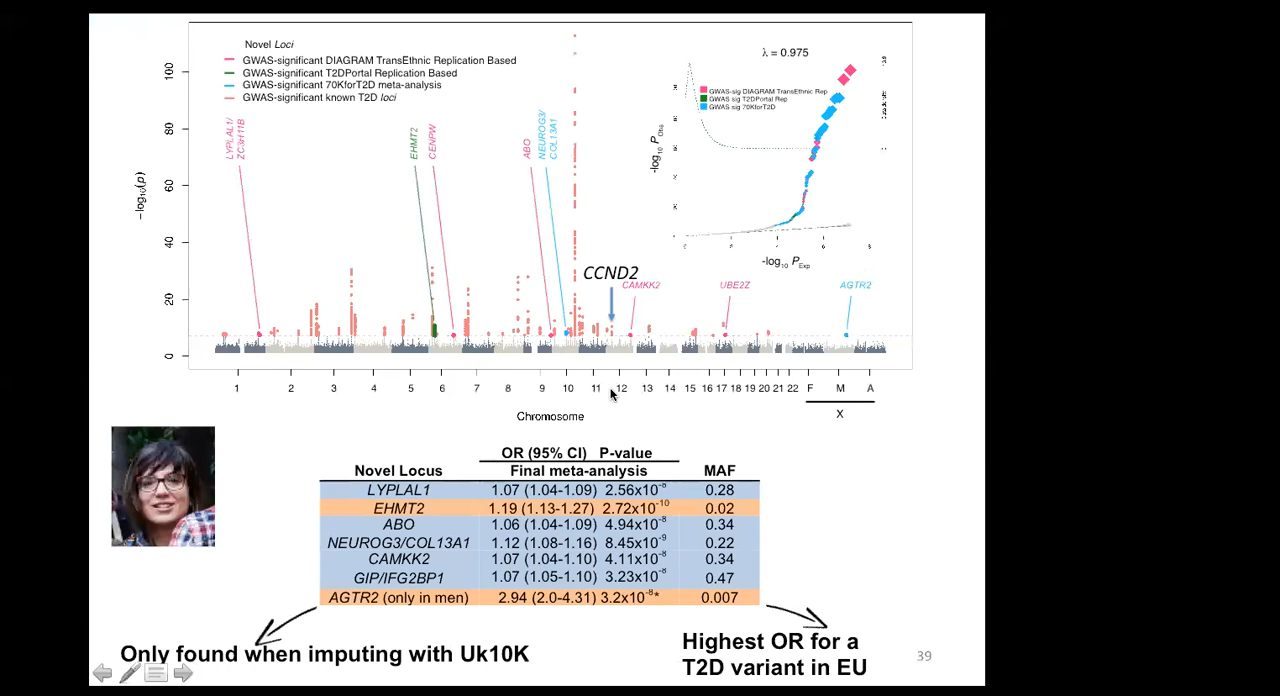 Novel Loci
GWAS-significant DIAGRAM TransEthnic Replication Based
GWAS-significant T2DPortal Replication Based
GWAS-significant 70KforT2D meta-analysis
GWAS-significant known T2D loci
−log10(p)
100
80
60
40
20
0
LYPLAL1/
ZC3H11B
EHMT2
CENPW
ABO
NEUROG3/
COL13A1
CCND2
CAMKK2
UBE2Z
AGTR2
λ = 0.975
GWAS-sig DIAGRAM TransEthnic Rep
GWAS sig T2DPortal Rep
GWAS sig 70KforT2D
-log10 PObs
-log10 PExp
1 2 3 4 5 6 7 8 9 10 11 12 13 14 15 16 17 18 19 20 21 22 F M A
X
Chromosome
OR (95% CI) P-value
Novel Locus Final meta-analysis MAF
LYPLAL1 1.07 (1.04-1.09) 2.56x10-8 0.28
EHMT2 1.19 (1.13-1.27) 2.72x10-10 0.02
ABO 1.06 (1.04-1.09) 4.94x10-8 0.34
NEUROG3/COL13A1 1.12 (1.08-1.16) 8.45x10-9 0.22
CAMKK2 1.07 (1.04-1.10) 4.11x10-8 0.34
GIP/IFG2BP1 1.07 (1.05-1.10) 3.23x10-8 0.47
AGTR2 (only in men) 2.94 (2.0-4.31) 3.2x10-8* 0.007
Only found when imputing with Uk10K
Highest OR for a
T2D variant in EU
39